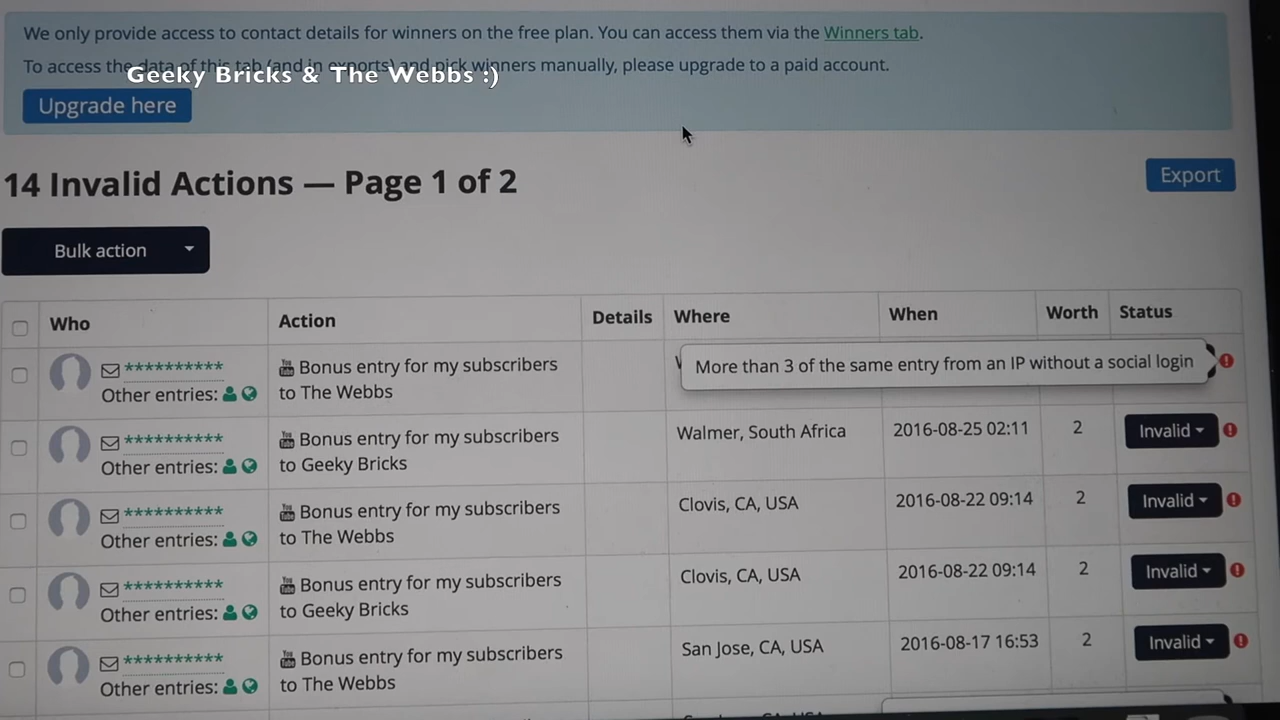 We only provide access to contact details for winners on the free plan. You can access them via the Winners tab.
To access the data of this tab (and in exports) and pick winners manually, please upgrade to a paid account.
Geeky Bricks & The Webbs :)
Upgrade here
14 Invalid Actions — Page 1 of 2
Export
Bulk action
Who Action Details Where When Worth Status
********** Bonus entry for my subscribers More than 3 of the same entry from an IP without a social login
Other entries: to The Webbs
********** Bonus entry for my subscribers Walmer, South Africa 2016-08-25 02:11 2 Invalid
Other entries: to Geeky Bricks
********** Bonus entry for my subscribers Clovis, CA, USA 2016-08-22 09:14 2 Invalid
Other entries: to The Webbs
********** Bonus entry for my subscribers Clovis, CA, USA 2016-08-22 09:14 2 Invalid
Other entries: to Geeky Bricks
********** Bonus entry for my subscribers San Jose, CA, USA 2016-08-17 16:53 2 Invalid
Other entries: to The Webbs